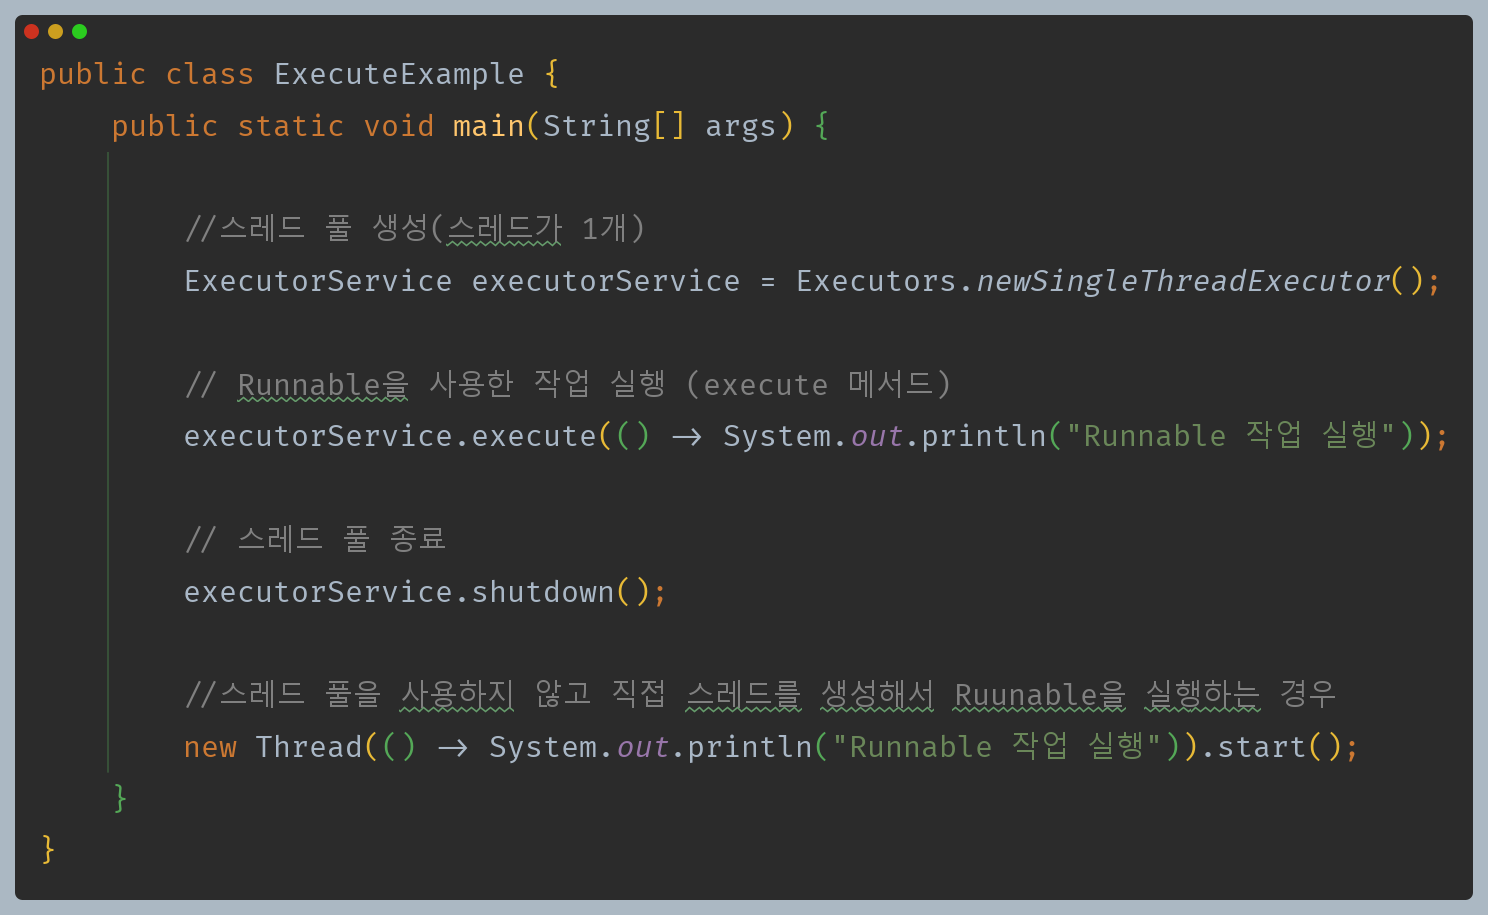 public class ExecuteExample {
public static void main(String[] args) {
//스레드 풀 생성(스레드가 1개)
ExecutorService executorService = Executors.newSingleThreadExecutor();
// Runnable을 사용한 작업 실행 (execute 메서드)
executorService.execute(() -> System.out.println("Runnable 작업 실행"));
// 스레드 풀 종료
executorService.shutdown();
//스레드 풀을 사용하지 않고 직접 스레드를 생성해서 Ruunable을 실행하는 경우
new Thread(() -> System.out.println("Runnable 작업 실행")).start();
}
}